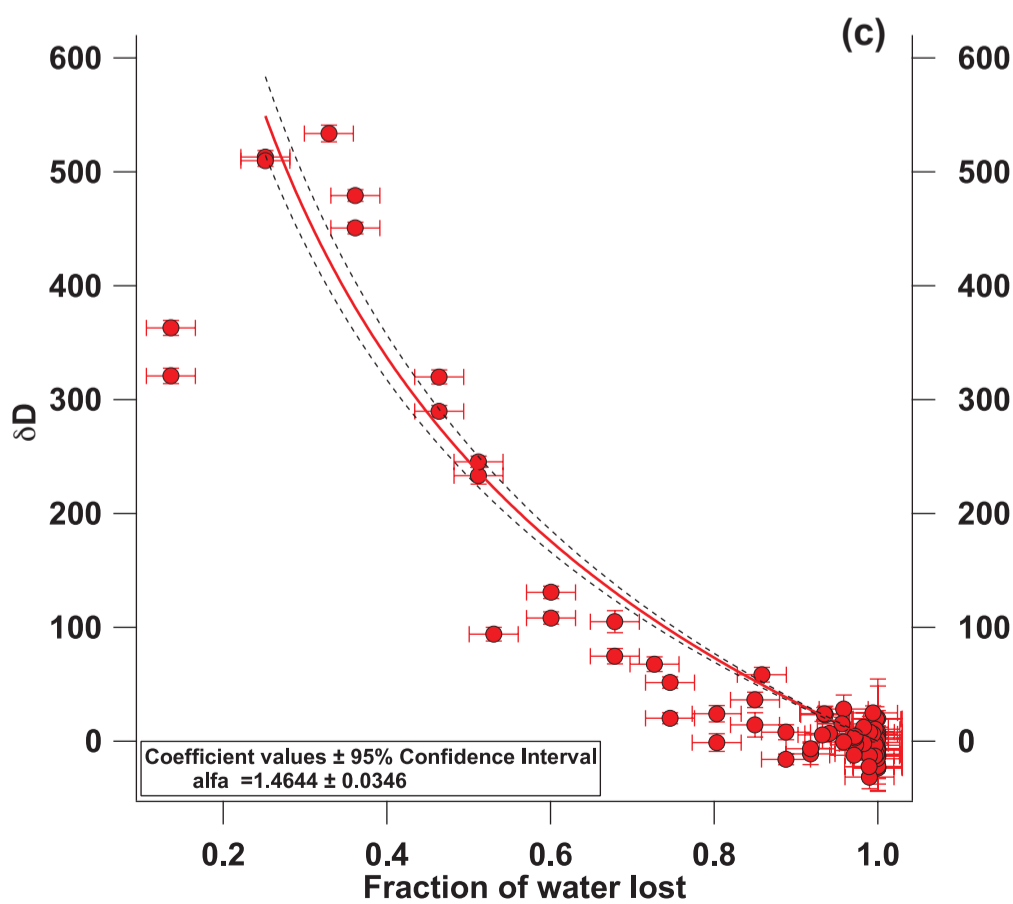 (c)
600
600
500
500
400
400
δD
300
300
200
200
100
100
0
0
Coefficient values ± 95% Confidence Interval
alfa =1.4644 ± 0.0346
0.2 0.4 0.6 0.8 1.0
Fraction of water lost